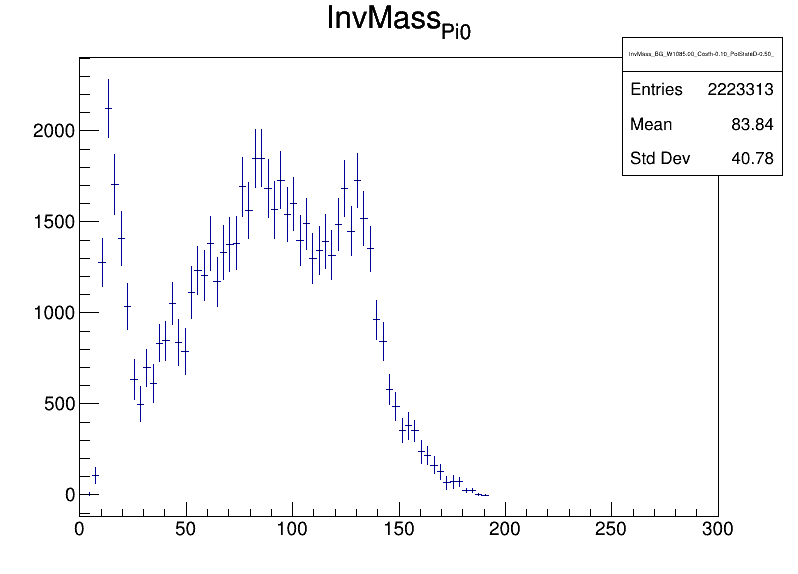 InvMass_Pi0
InvMass_BG_W1085.00_Costh-0.10_PolStateD-0.50_
Entries 2223313
Mean 83.84
Std Dev 40.78
2000
1500
1000
500
0
0 50 100 150 200 250 300